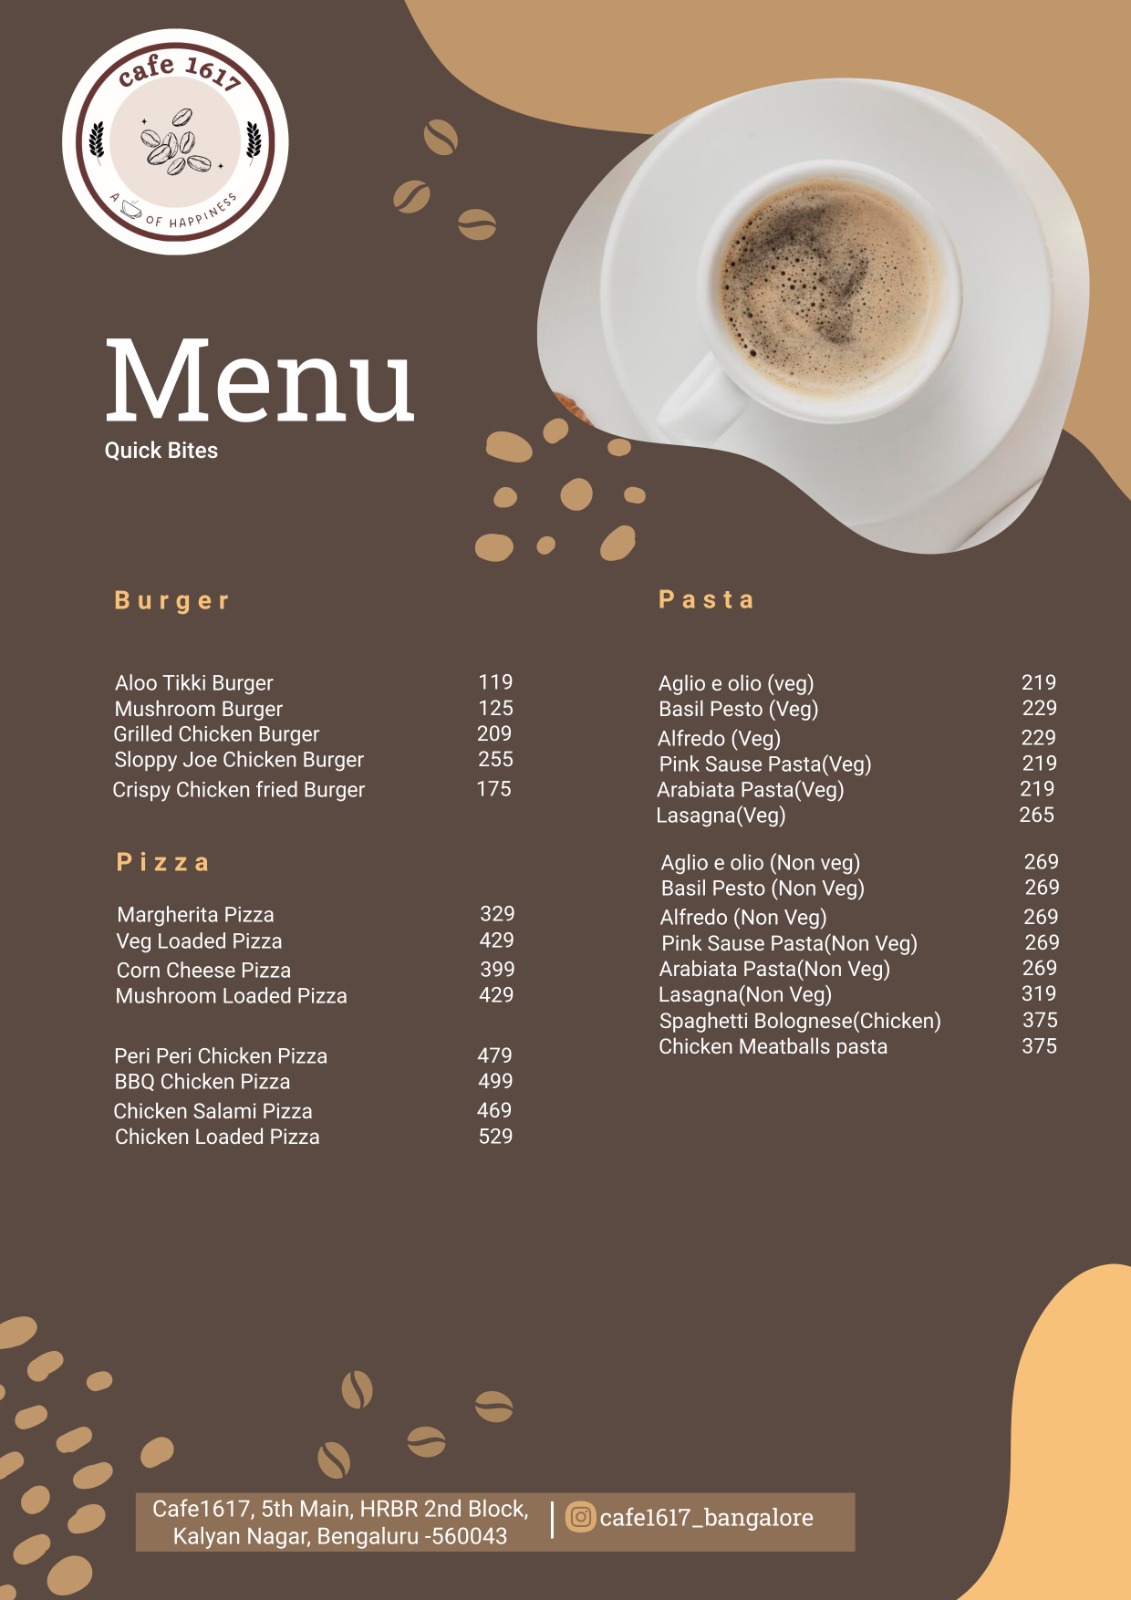 cafe 1617
A OF HAPPINESS
Menu
Quick Bites
Burger
Aloo Tikki Burger 119
Mushroom Burger 125
Grilled Chicken Burger 209
Sloppy Joe Chicken Burger 255
Crispy Chicken fried Burger 175
Pizza
Margherita Pizza 329
Veg Loaded Pizza 429
Corn Cheese Pizza 399
Mushroom Loaded Pizza 429
Peri Peri Chicken Pizza 479
BBQ Chicken Pizza 499
Chicken Salami Pizza 469
Chicken Loaded Pizza 529
Pasta
Aglio e olio (veg) 219
Basil Pesto (Veg) 229
Alfredo (Veg) 229
Pink Sause Pasta(Veg) 219
Arabiata Pasta(Veg) 219
Lasagna(Veg) 265
Aglio e olio (Non veg) 269
Basil Pesto (Non Veg) 269
Alfredo (Non Veg) 269
Pink Sause Pasta(Non Veg) 269
Arabiata Pasta(Non Veg) 269
Lasagna(Non Veg) 319
Spaghetti Bolognese(Chicken) 375
Chicken Meatballs pasta 375
Cafe1617, 5th Main, HRBR 2nd Block,
Kalyan Nagar, Bengaluru -560043
cafe1617_bangalore